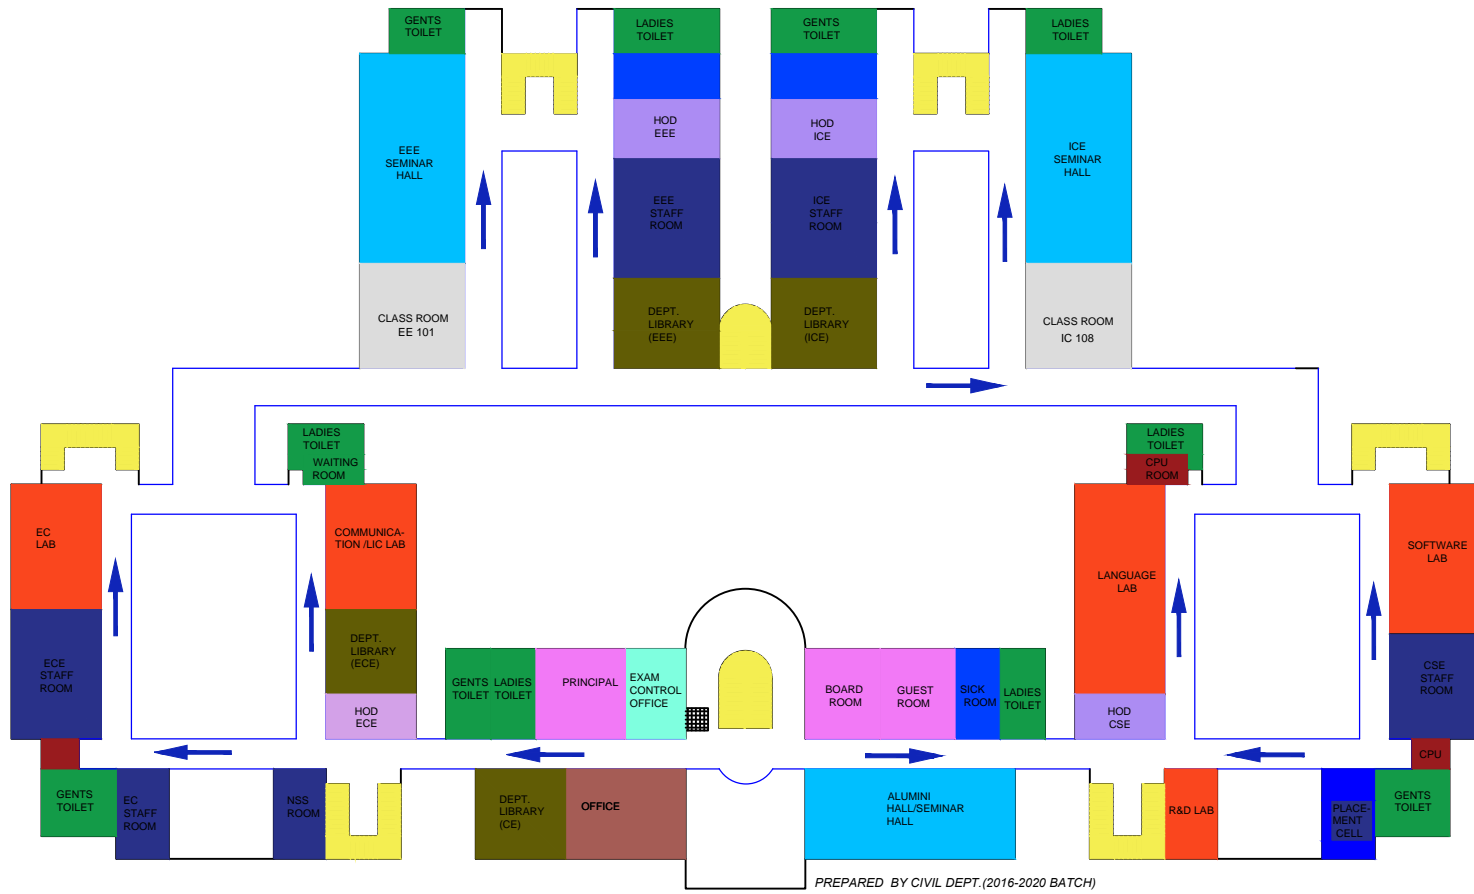 GENTS
TOILET
LADIES
TOILET
GENTS
TOILET
LADIES
TOILET
HOD
EEE
HOD
ICE
EEE
SEMINAR
HALL
ICE
SEMINAR
HALL
EEE
STAFF
ROOM
ICE
STAFF
ROOM
CLASS ROOM
EE 101
DEPT.
LIBRARY
(EEE)
DEPT.
LIBRARY
(ICE)
CLASS ROOM
IC 108
LADIES
TOILET
WAITING
ROOM
LADIES
TOILET
CPU
ROOM
EC
LAB
COMMUNICA-
TION /LIC LAB
LANGUAGE
LAB
SOFTWARE
LAB
ECE
STAFF
ROOM
DEPT.
LIBRARY
(ECE)
HOD
ECE
GENTS
TOILET
LADIES
TOILET
PRINCIPAL
EXAM
CONTROL
OFFICE
BOARD
ROOM
GUEST
ROOM
SICK
ROOM
LADIES
TOILET
HOD
CSE
CSE
STAFF
ROOM
CPU
GENTS
TOILET
EC
STAFF
ROOM
NSS
ROOM
DEPT.
LIBRARY
(CE)
OFFICE
ALUMINI
HALL/SEMINAR
HALL
R&D LAB
PLACE-
MENT
CELL
GENTS
TOILET
PREPARED BY CIVIL DEPT.(2016-2020 BATCH)